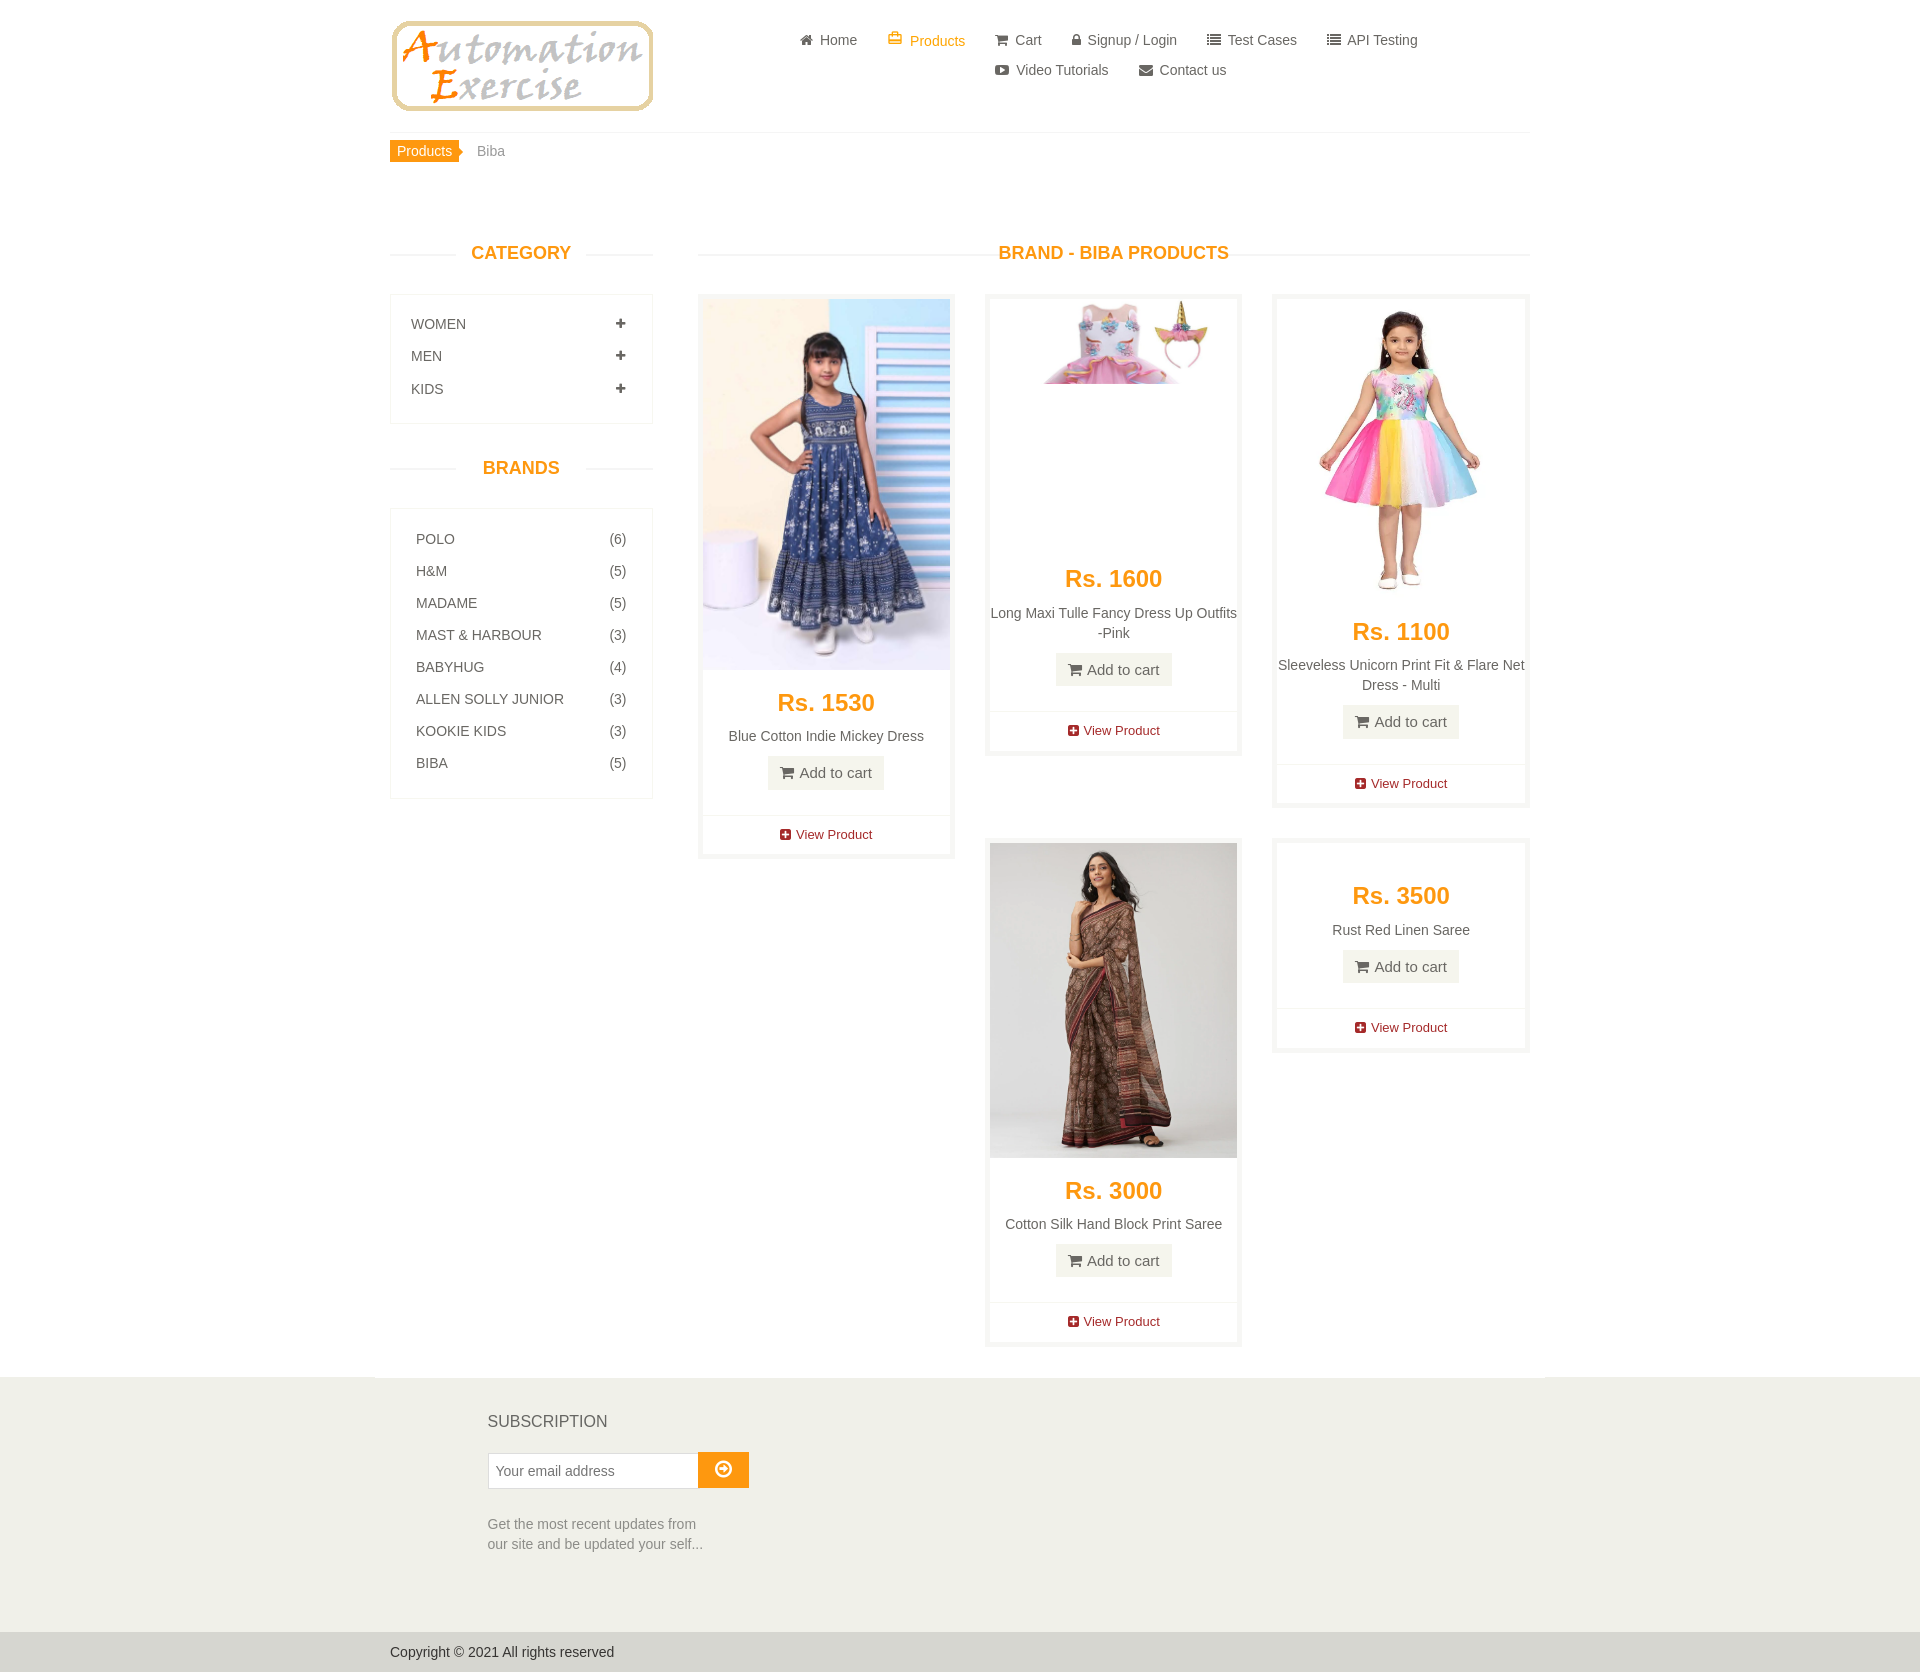 Automation
Exercise
Home
Products
Cart
Signup / Login
Test Cases
API Testing
Video Tutorials
Contact us
Products
Biba
CATEGORY
WOMEN
MEN
KIDS
BRANDS
POLO (6)
H&M (5)
MADAME (5)
MAST & HARBOUR (3)
BABYHUG (4)
ALLEN SOLLY JUNIOR (3)
KOOKIE KIDS (3)
BIBA (5)
BRAND - BIBA PRODUCTS
Rs. 1530
Blue Cotton Indie Mickey Dress
Add to cart
View Product
Rs. 1600
Long Maxi Tulle Fancy Dress Up Outfits
-Pink
Add to cart
View Product
Rs. 1100
Sleeveless Unicorn Print Fit & Flare Net
Dress - Multi
Add to cart
View Product
Rs. 3000
Cotton Silk Hand Block Print Saree
Add to cart
View Product
Rs. 3500
Rust Red Linen Saree
Add to cart
View Product
SUBSCRIPTION
Your email address
Get the most recent updates from
our site and be updated your self...
Copyright © 2021 All rights reserved